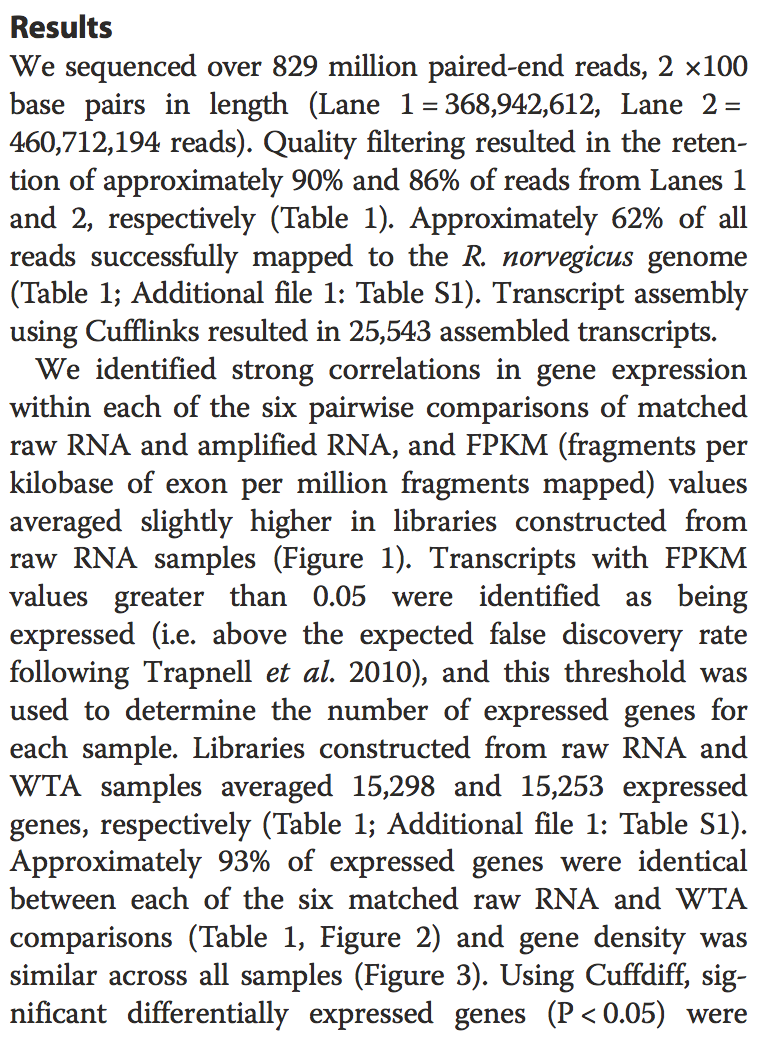 Results
We sequenced over 829 million paired-end reads, 2 ×100
base pairs in length (Lane 1 = 368,942,612, Lane 2 =
460,712,194 reads). Quality filtering resulted in the reten-
tion of approximately 90% and 86% of reads from Lanes 1
and 2, respectively (Table 1). Approximately 62% of all
reads successfully mapped to the R. norvegicus genome
(Table 1; Additional file 1: Table S1). Transcript assembly
using Cufflinks resulted in 25,543 assembled transcripts.
We identified strong correlations in gene expression
within each of the six pairwise comparisons of matched
raw RNA and amplified RNA, and FPKM (fragments per
kilobase of exon per million fragments mapped) values
averaged slightly higher in libraries constructed from
raw RNA samples (Figure 1). Transcripts with FPKM
values greater than 0.05 were identified as being
expressed (i.e. above the expected false discovery rate
following Trapnell et al. 2010), and this threshold was
used to determine the number of expressed genes for
each sample. Libraries constructed from raw RNA and
WTA samples averaged 15,298 and 15,253 expressed
genes, respectively (Table 1; Additional file 1: Table S1).
Approximately 93% of expressed genes were identical
between each of the six matched raw RNA and WTA
comparisons (Table 1, Figure 2) and gene density was
similar across all samples (Figure 3). Using Cuffdiff, sig-
nificant differentially expressed genes (P < 0.05) were